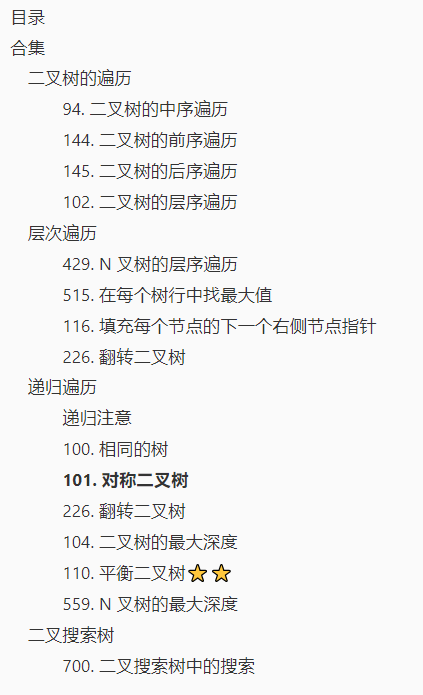 目录
合集
二叉树的遍历
94. 二叉树的中序遍历
144. 二叉树的前序遍历
145. 二叉树的后序遍历
102. 二叉树的层序遍历
层次遍历
429. N 叉树的层序遍历
515. 在每个树行中找最大值
116. 填充每个节点的下一个右侧节点指针
226. 翻转二叉树
递归遍历
递归注意
100. 相同的树
101. 对称二叉树
226. 翻转二叉树
104. 二叉树的最大深度
110. 平衡二叉树⭐⭐
559. N 叉树的最大深度
二叉搜索树
700. 二叉搜索树中的搜索